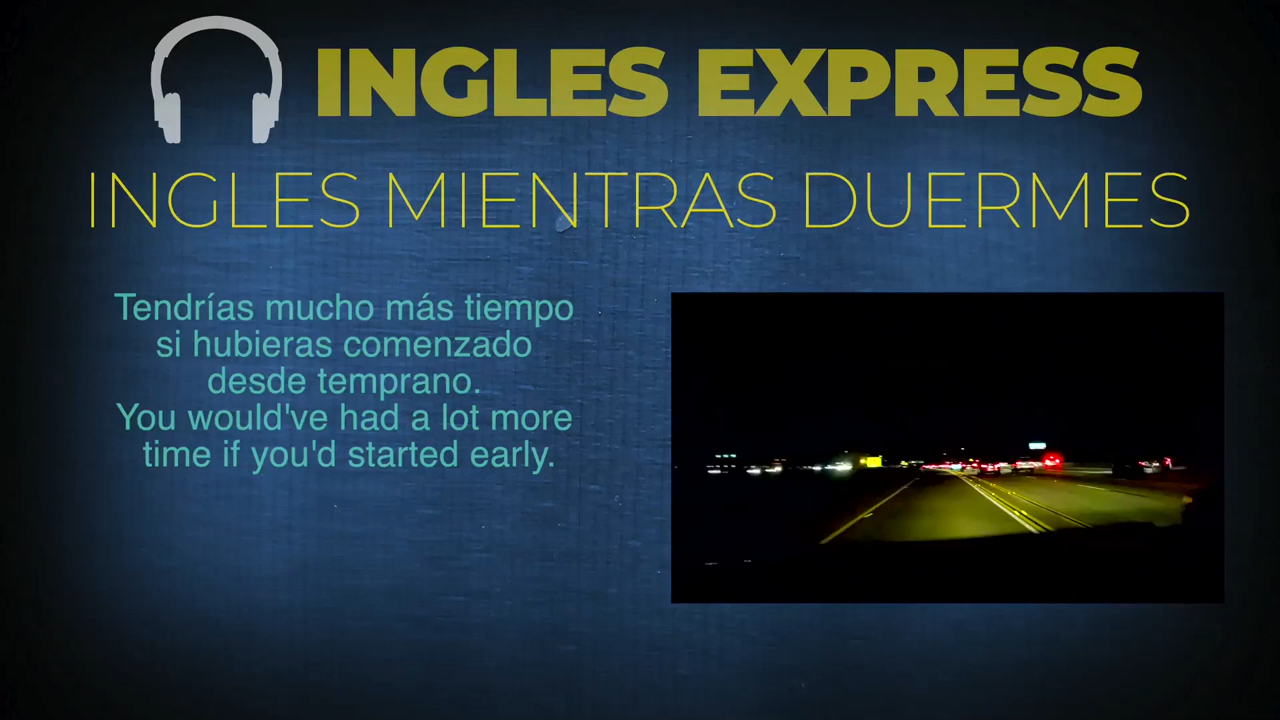 INGLES EXPRESS
INGLES MIENTRAS DUERMES
Tendrías mucho más tiempo
si hubieras comenzado
desde temprano.
You would've had a lot more
time if you'd started early.